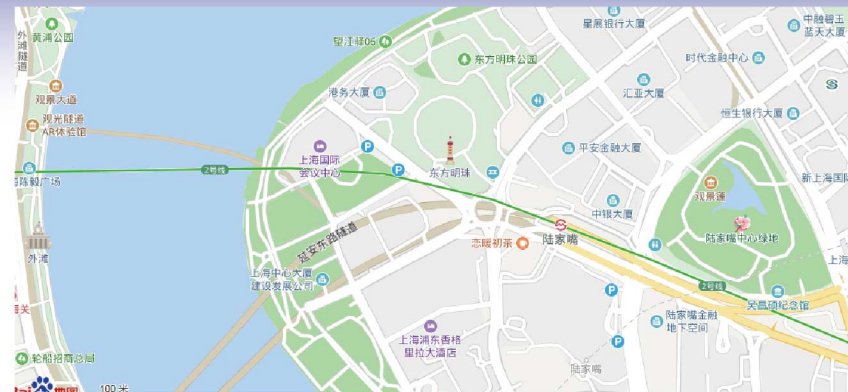 黄浦公园
外滩隧道
观景大道
观光隧道
AR体验馆
陈毅广场
外滩
轮船招商总局
100 米
2号线
望江驿06
东方明珠公园
港务大厦
上海国际
会议中心
东方明珠
延安东路隧道
上海中心大厦
建设发展公司
上海浦东香格
里拉大酒店
恋暖初茶
陆家嘴
星展银行大厦
中融碧玉
蓝天大厦
时代金融中心
汇亚大厦
恒生银行大厦
平安金融大厦
中银大厦
新上海国际
陆家嘴中心绿地
2号线
吴昌硕纪念馆
陆家嘴金融
地下空间
陆家嘴
P
P
P
P